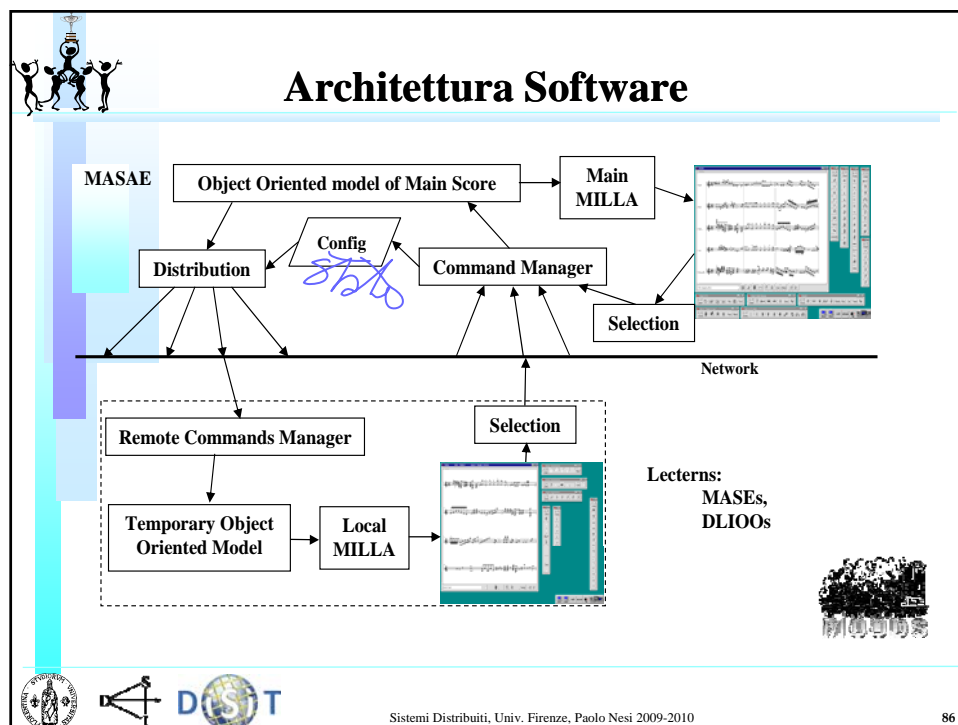 Architettura Software
MASAE
Object Oriented model of Main Score
Main
MILLA
Config
Distribution
Command Manager
Selection
Network
Remote Commands Manager
Selection
Temporary Object
Oriented Model
Local
MILLA
Lecterns:
MASEs,
DLIOOs
MOODS
DISIT
Sistemi Distribuiti, Univ. Firenze, Paolo Nesi 2009-2010
86